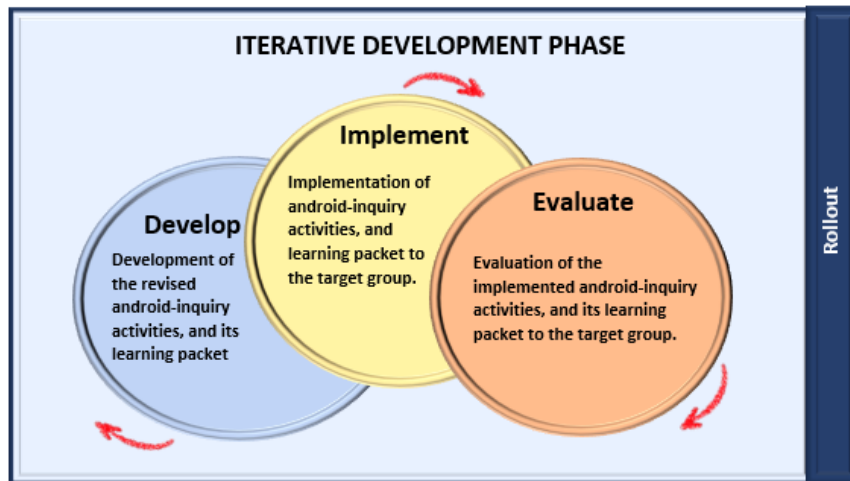 ITERATIVE DEVELOPMENT PHASE
Develop
Development of
the revised
android-inquiry
activities, and its
learning packet
Implement
Implementation of
android-inquiry
activities, and
learning packet to
the target group.
Evaluate
Evaluation of the
implemented android-inquiry
activities, and its learning
packet to the target group.
Rollout